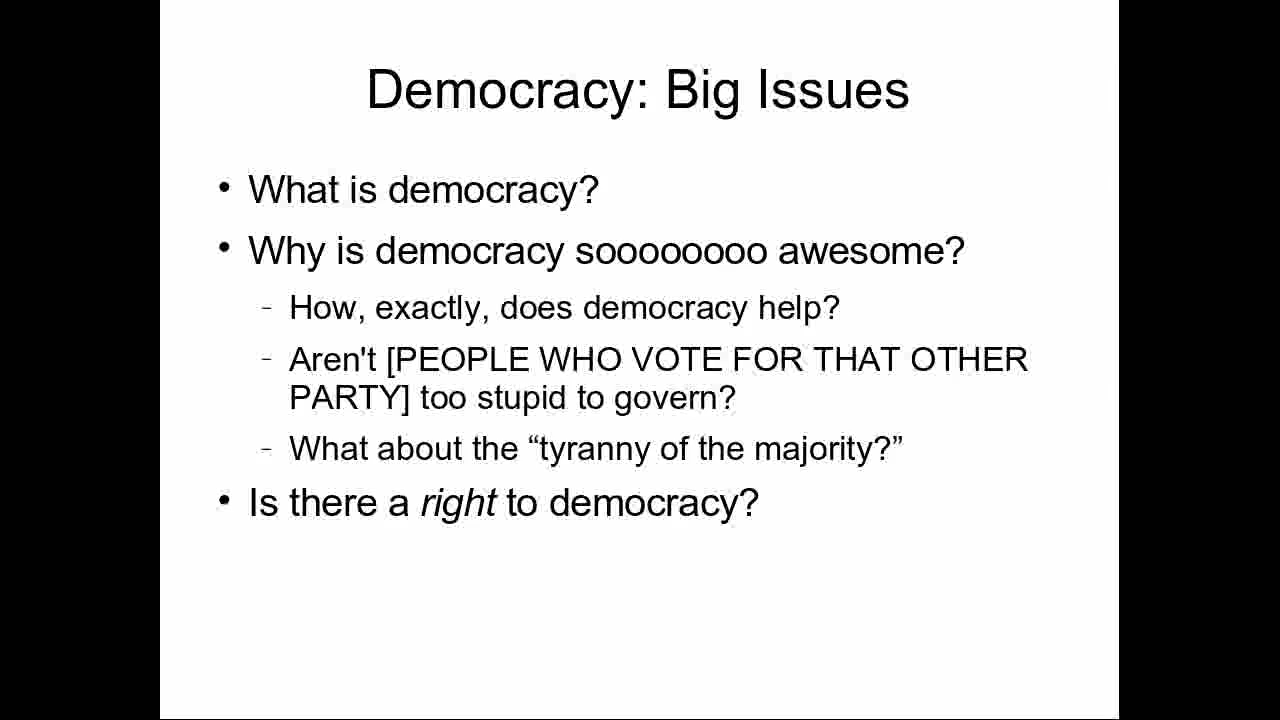 Democracy: Big Issues
• What is democracy?
• Why is democracy soooooooo awesome?
– How, exactly, does democracy help?
– Aren't [PEOPLE WHO VOTE FOR THAT OTHER
PARTY] too stupid to govern?
– What about the “tyranny of the majority?”
• Is there a right to democracy?